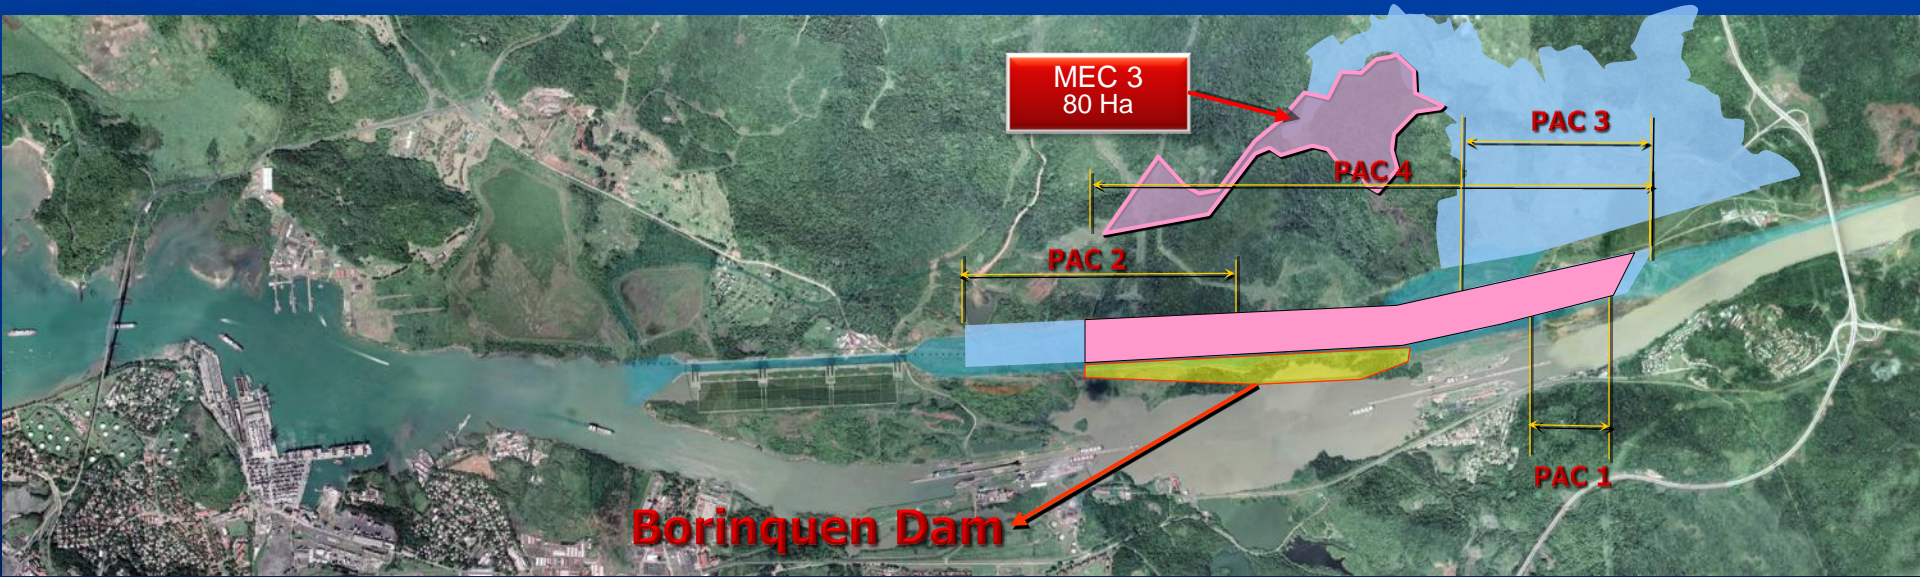 MEC 3
80 Ha
PAC 3
PAC 4
PAC 2
PAC 1
Borinquen Dam